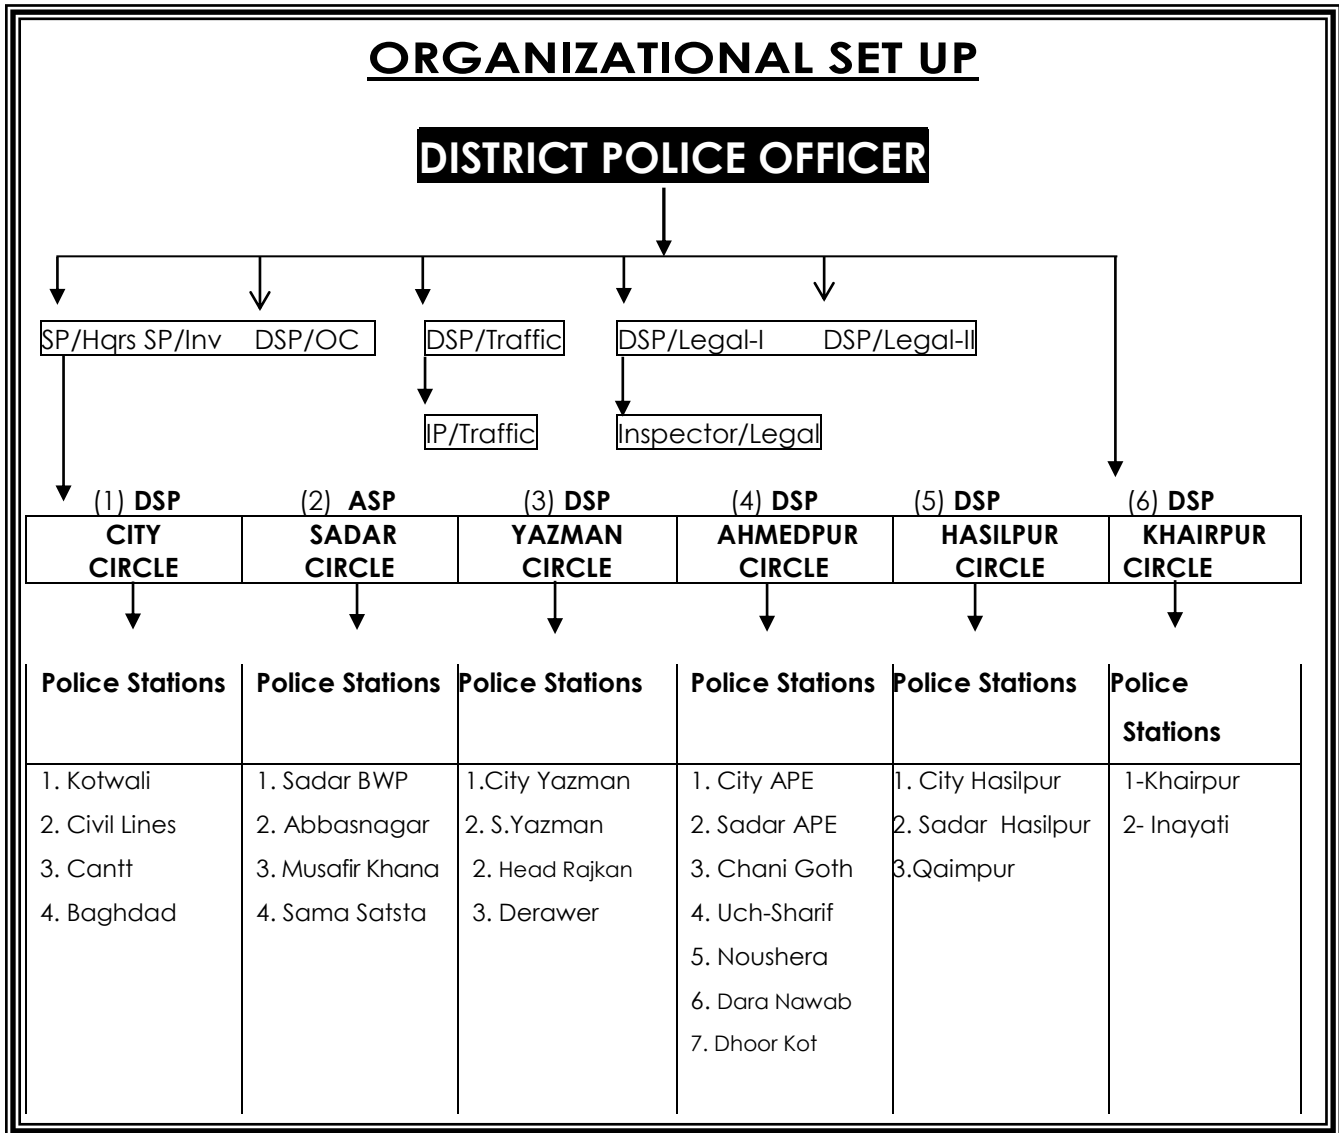 ORGANIZATIONAL SET UP
DISTRICT POLICE OFFICER
SP/Hqrs SP/Inv DSP/OC
DSP/Traffic
DSP/Legal-I DSP/Legal-II
IP/Traffic
Inspector/Legal
(1) DSP
CITY
CIRCLE
(2) ASP
SADAR
CIRCLE
(3) DSP
YAZMAN
CIRCLE
(4) DSP
AHMEDPUR
CIRCLE
(5) DSP
HASILPUR
CIRCLE
(6) DSP
KHAIRPUR
CIRCLE
Police Stations
1. Kotwali
2. Civil Lines
3. Cantt
4. Baghdad
Police Stations
1. Sadar BWP
2. Abbasnagar
3. Musafir Khana
4. Sama Satsta
Police Stations
1.City Yazman
2. S.Yazman
2. Head Rajkan
3. Derawer
Police Stations
1. City APE
2. Sadar APE
3. Chani Goth
4. Uch-Sharif
5. Noushera
6. Dara Nawab
7. Dhoor Kot
Police Stations
1. City Hasilpur
2. Sadar Hasilpur
3.Qaimpur
Police
Stations
1-Khairpur
2- Inayati